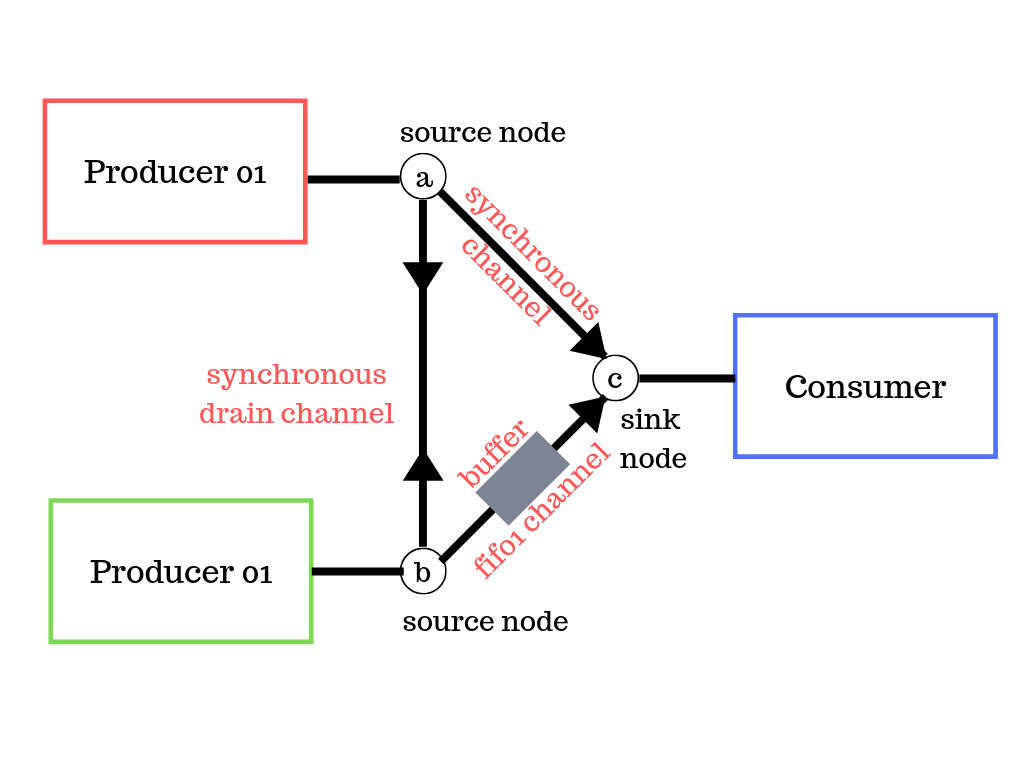 source node
Producer 01
a
synchronous
channel
synchronous
drain channel
c
Consumer
sink
node
buffer
fifo1 channel
Producer 01
b
source node